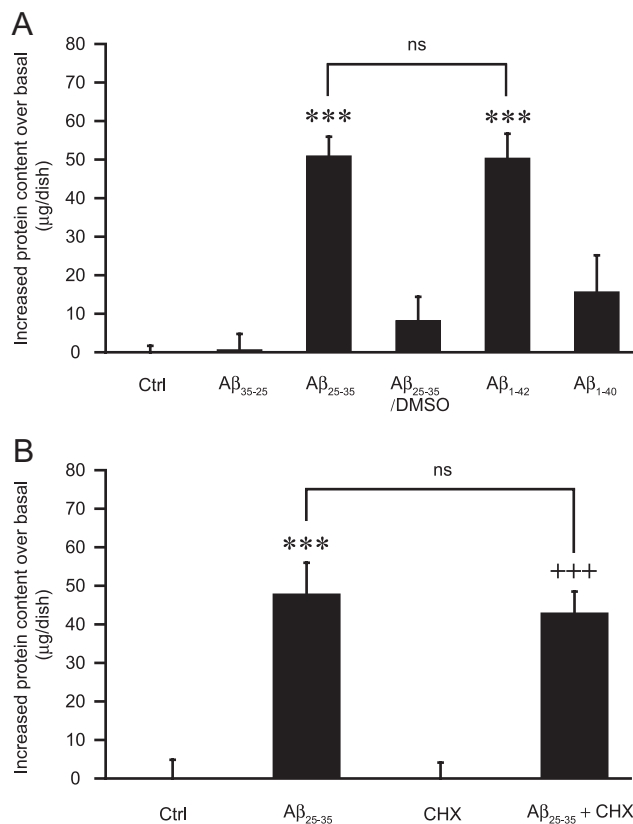 A
Increased protein content over basal
(μg/dish)
80
70
60
50
40
30
20
10
0
ns
***
***
Ctrl
Aβ35-25
Aβ25-35
Aβ25-35
/DMSO
Aβ1-42
Aβ1-40
B
Increased protein content over basal
(μg/dish)
80
70
60
50
40
30
20
10
0
ns
***
+++
Ctrl
Aβ25-35
CHX
Aβ25-35 + CHX